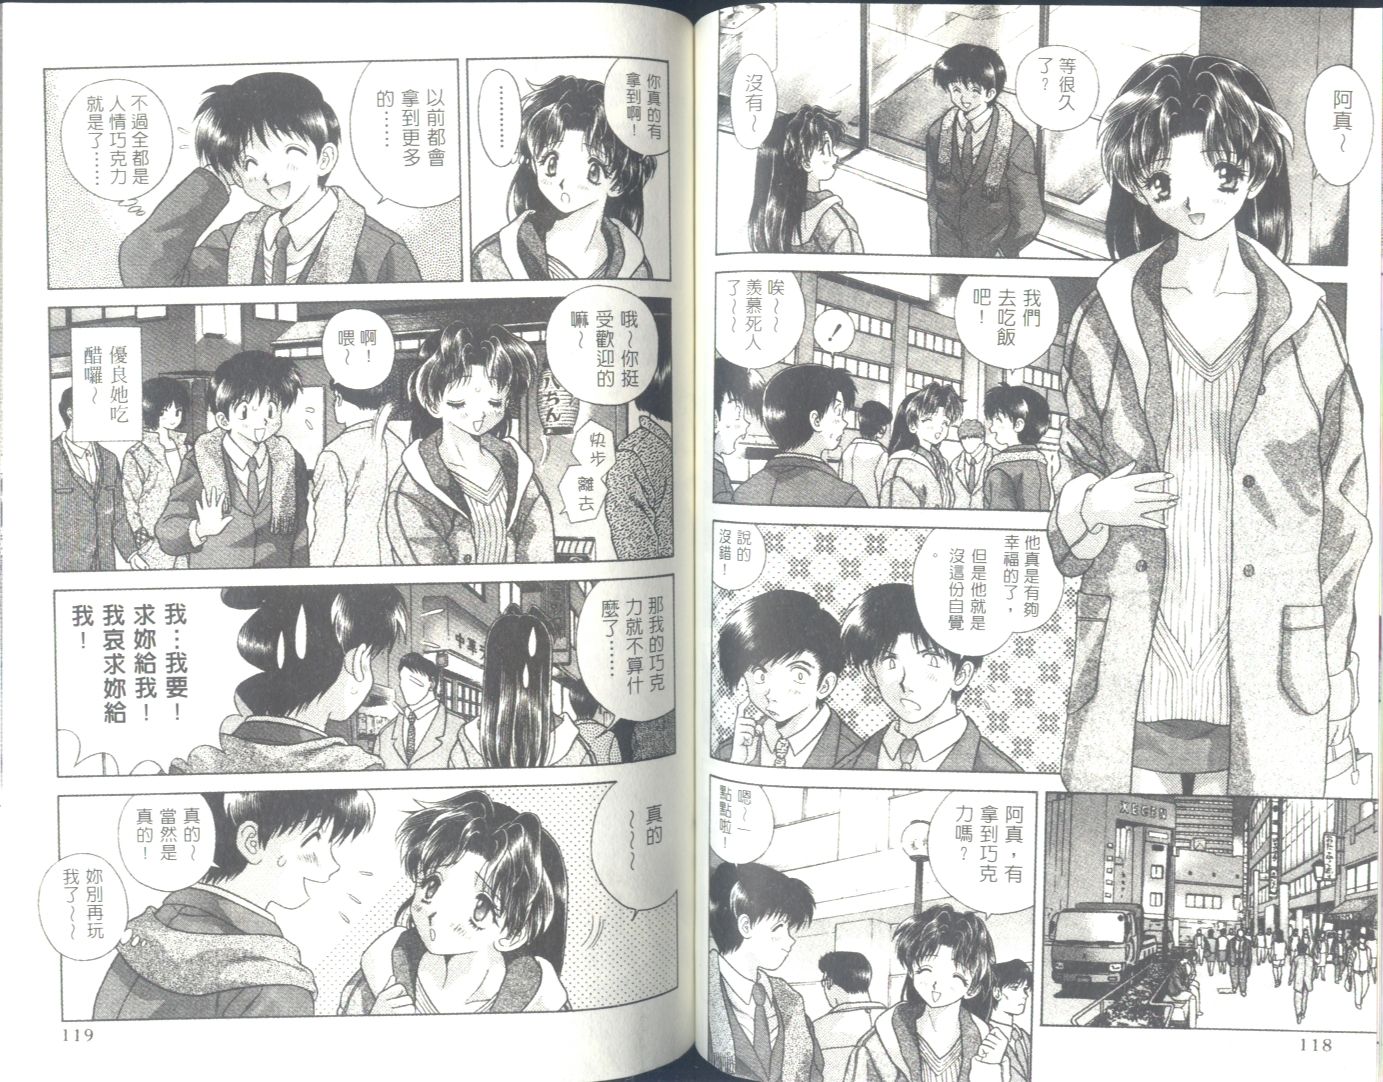 阿真～
等很久
了？
沒有～
我們
去吃飯
吧！
！
唉～～
羨慕死人
了～～
他真是有夠
幸福的了，
但是他就是
沒這份自覺
。
說的
沒錯！
XEGEN
阿真，有
拿到巧克
力嗎？
嗯～一
點點啦！
118
你真的有
拿到啊！
…………
以前都會
拿到更多
的……
不過全都是
人情巧克力
就是了……
哦～你挺
受歡迎的
嘛～
快步
離去
啊！
喂～
優良她吃
醋囉～
那我的巧克
力就不算什
麼了……
我…我要！
求妳給我！
我哀求妳給
我！
真的
～～～
真的～
當然是
真的！
妳別再玩
我了～～
119